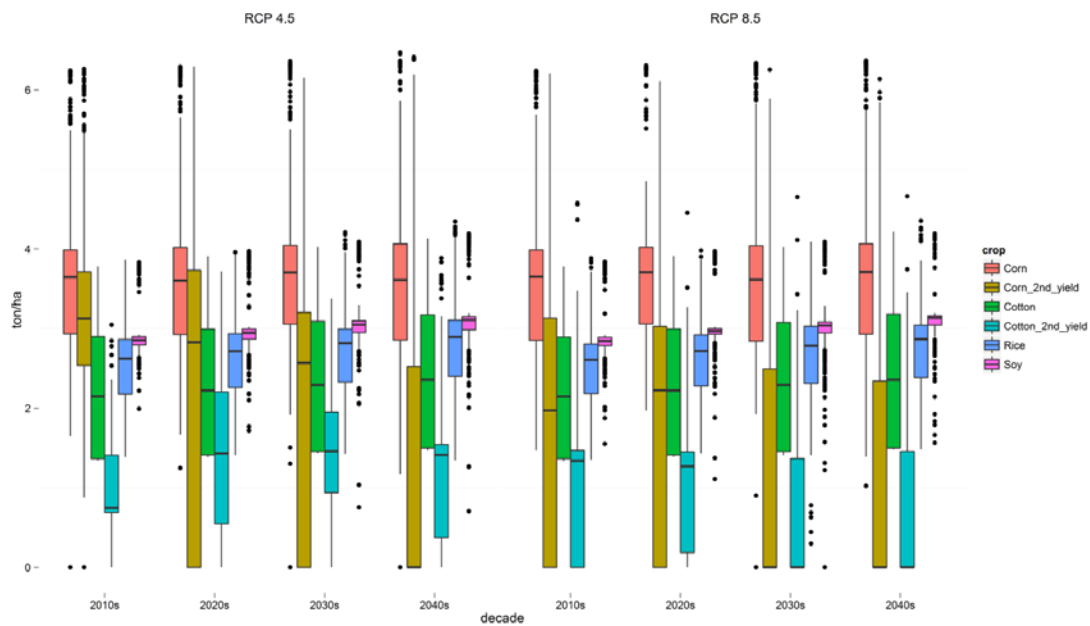 RCP 4.5
RCP 8.5
6
4
2
0
ton/ha
2010s
2020s
2030s
2040s
2010s
2020s
2030s
2040s
decade
crop
Corn
Corn_2nd_yield
Cotton
Cotton_2nd_yield
Rice
Soy